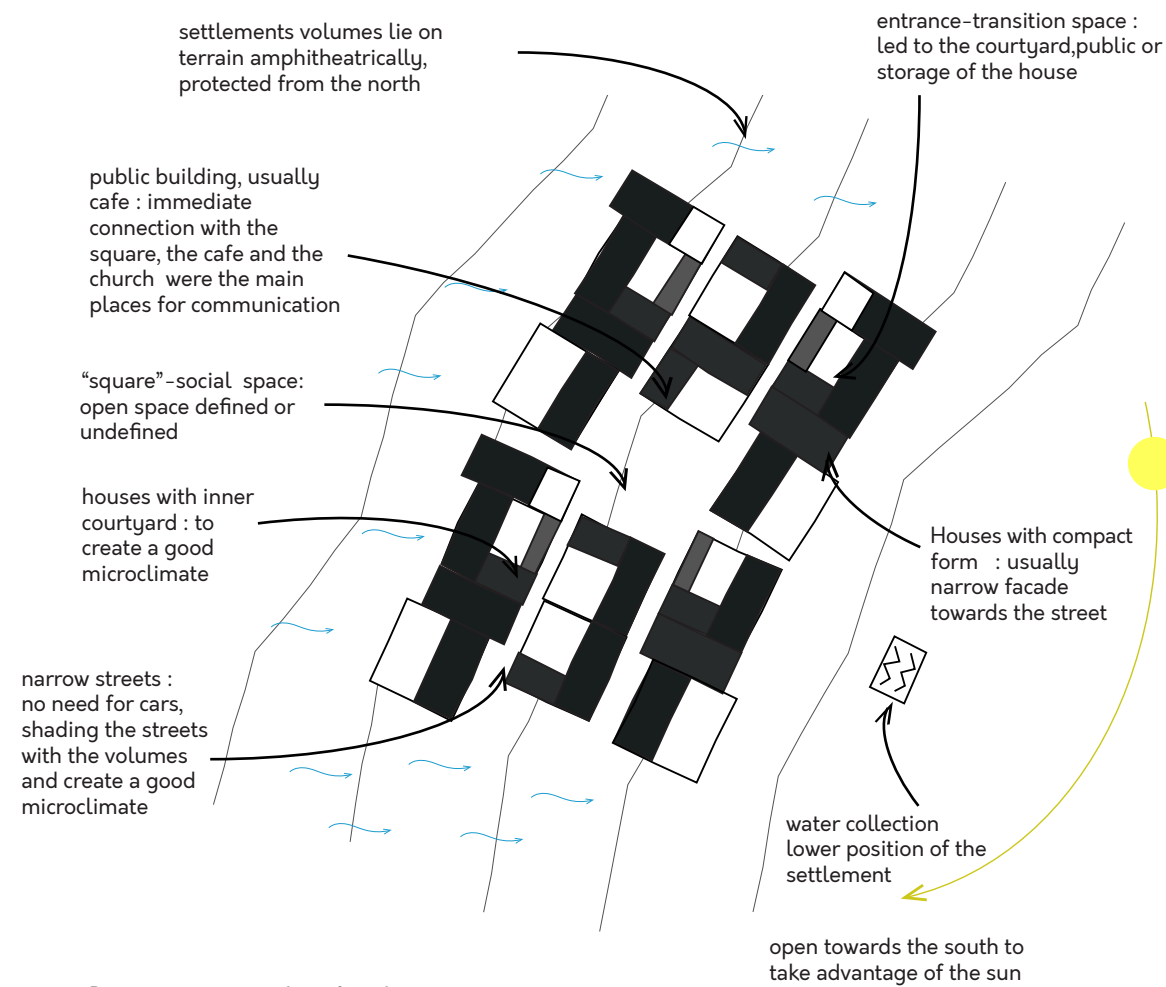 settlements volumes lie on
terrain amphitheatrically,
protected from the north
entrance-transition space :
led to the courtyard,public or
storage of the house
public building, usually
cafe : immediate
connection with the
square, the cafe and the
church were the main
places for communication
“square”-social space:
open space defined or
undefined
houses with inner
courtyard : to
create a good
microclimate
Houses with compact
form : usually
narrow facade
towards the street
narrow streets :
no need for cars,
shading the streets
with the volumes
and create a good
microclimate
water collection
lower position of the
settlement
open towards the south to
take advantage of the sun